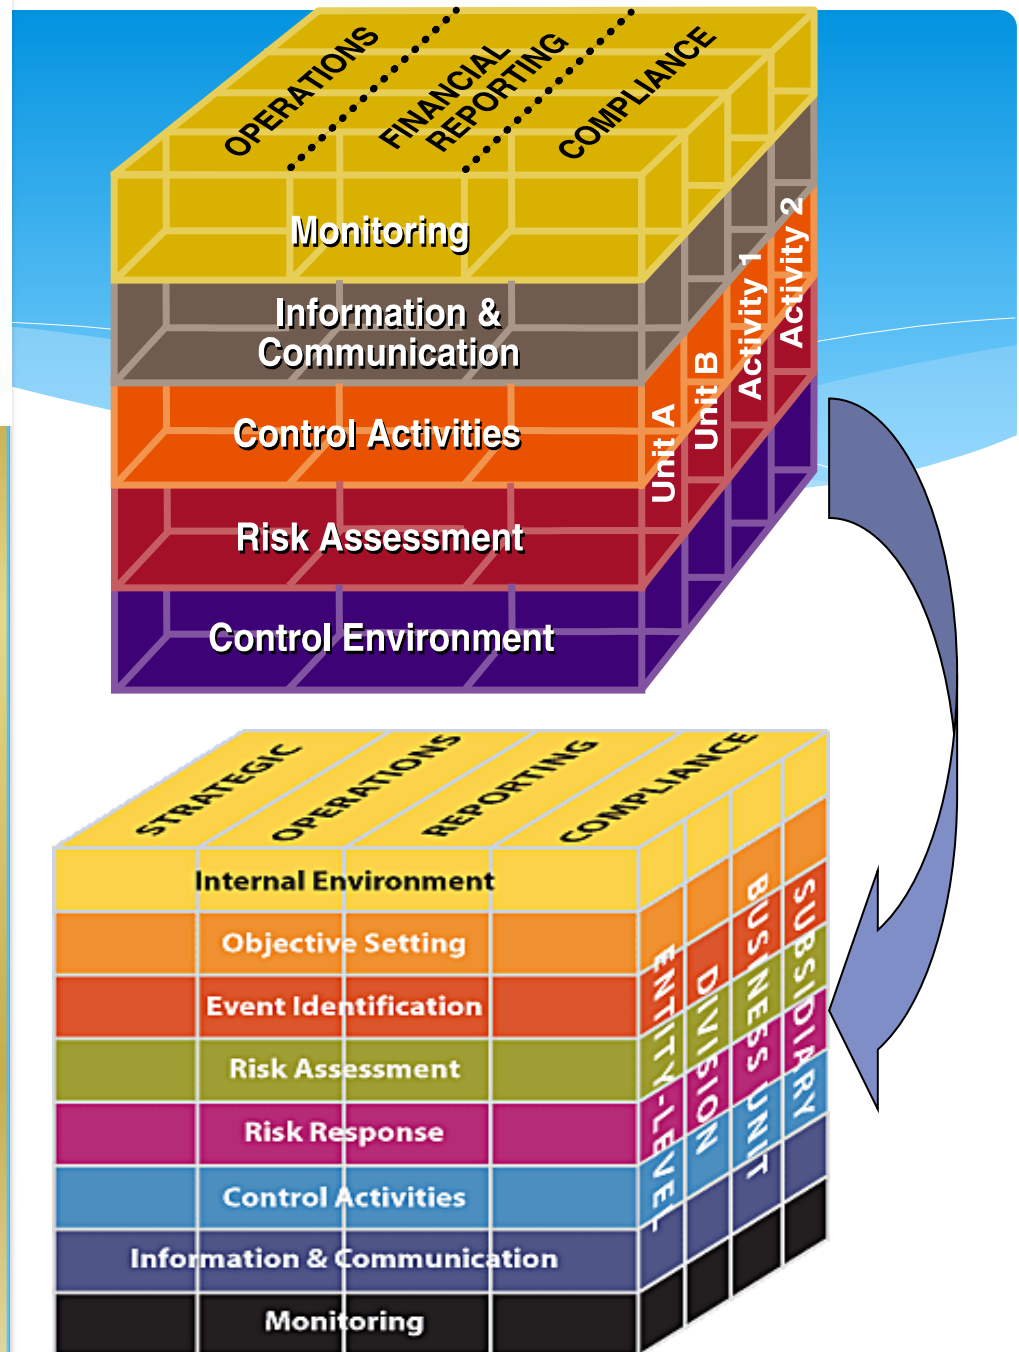 OPERATIONS
FINANCIAL
REPORTING
COMPLIANCE
Monitoring
Information &
Communication
Control Activities
Risk Assessment
Control Environment
Unit A
Unit B
Activity 1
Activity 2
STRATEGIC
OPERATIONS
REPORTING
COMPLIANCE
Internal Environment
Objective Setting
Event Identification
Risk Assessment
Risk Response
Control Activities
Information & Communication
Monitoring
ENTITY-LEVEL
DIVISION
BUSINESS UNIT
SUBSIDIARY